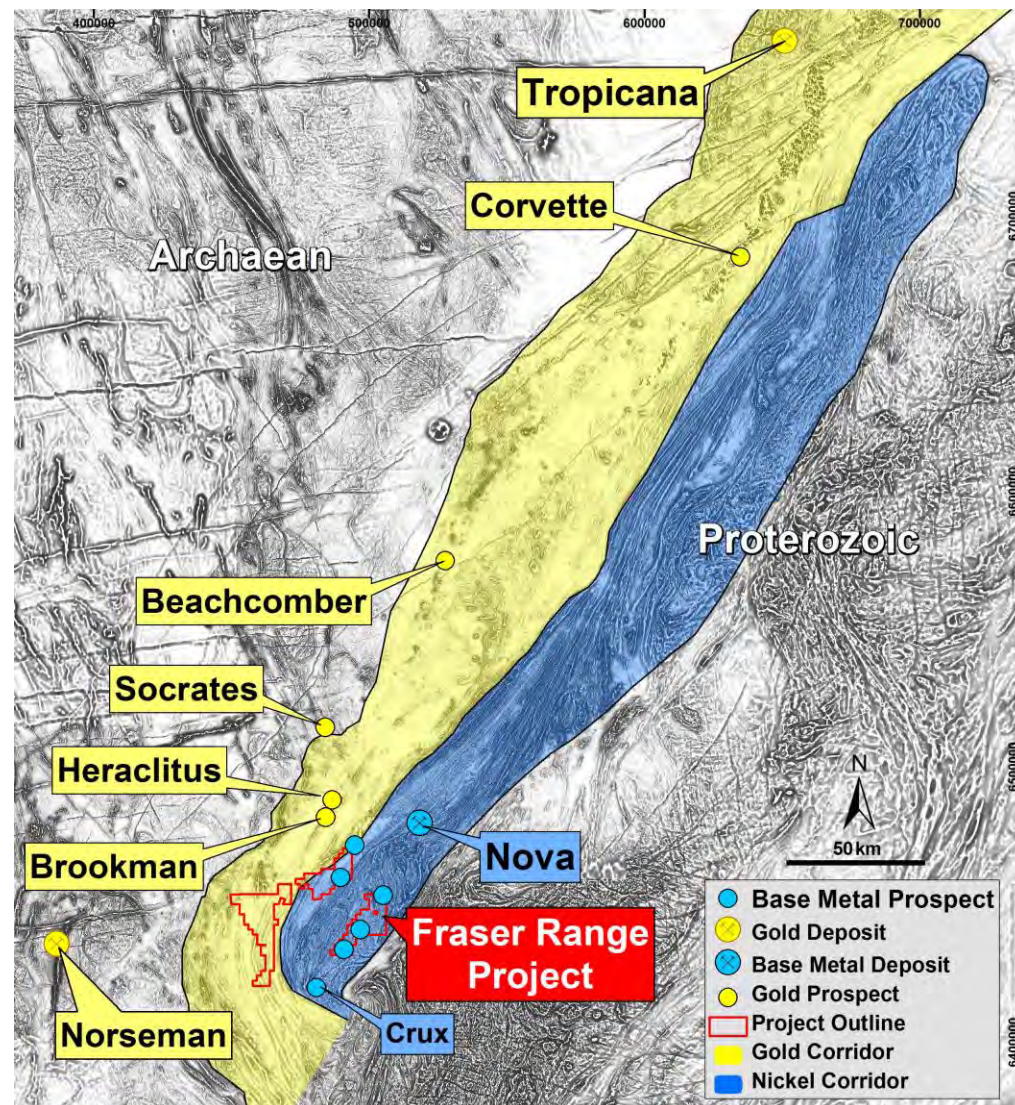 400000
500000
600000
700000
Tropicana
Corvette
6700000
Archaean
6600000
Proterozoic
Beachcomber
Socrates
Heraclitus
6500000
N
Brookman
Nova
50 km
Fraser Range
Project
Norseman
Crux
Base Metal Prospect
Gold Deposit
Base Metal Deposit
Gold Prospect
Project Outline
Gold Corridor
Nickel Corridor
6400000